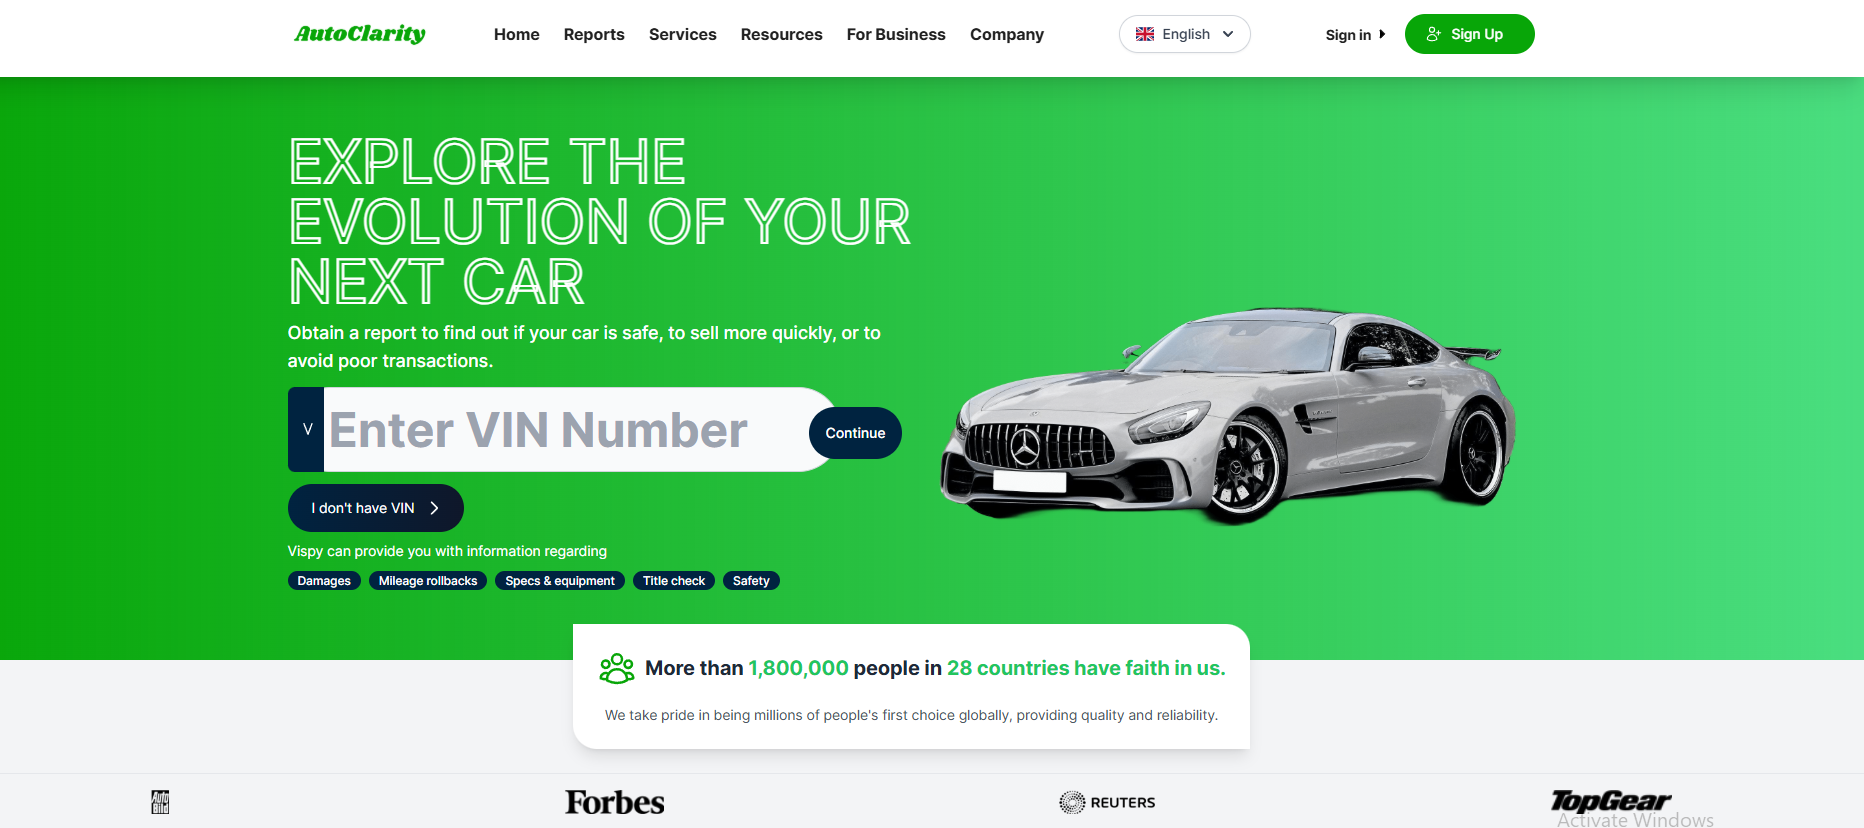 AutoClarity
Home Reports Services Resources For Business Company
English
Sign in
Sign Up
EXPLORE THE
EVOLUTION OF YOUR
NEXT CAR
Obtain a report to find out if your car is safe, to sell more quickly, or to
avoid poor transactions.
V
Enter VIN Number
Continue
I don't have VIN
Vispy can provide you with information regarding
Damages Mileage rollbacks Specs & equipment Title check Safety
More than 1,800,000 people in 28 countries have faith in us.
We take pride in being millions of people's first choice globally, providing quality and reliability.
Auto
Bild
Forbes
REUTERS
TopGear
Activate Windows